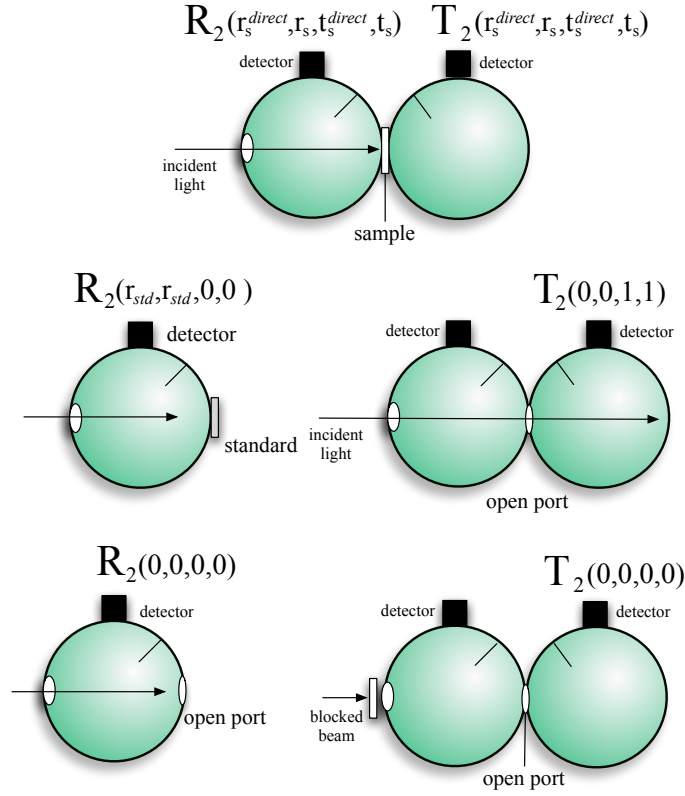 R₂(rₛᵈⁱʳᵉᶜᵗ,rₛ,tₛᵈⁱʳᵉᶜᵗ,tₛ) T₂(rₛᵈⁱʳᵉᶜᵗ,rₛ,tₛᵈⁱʳᵉᶜᵗ,tₛ)
detector detector
incident
light
sample
R₂(r_std,r_std,0,0 ) T₂(0,0,1,1)
detector detector detector
incident
light
standard
open port
R₂(0,0,0,0) T₂(0,0,0,0)
detector detector detector
open port
blocked
beam
open port